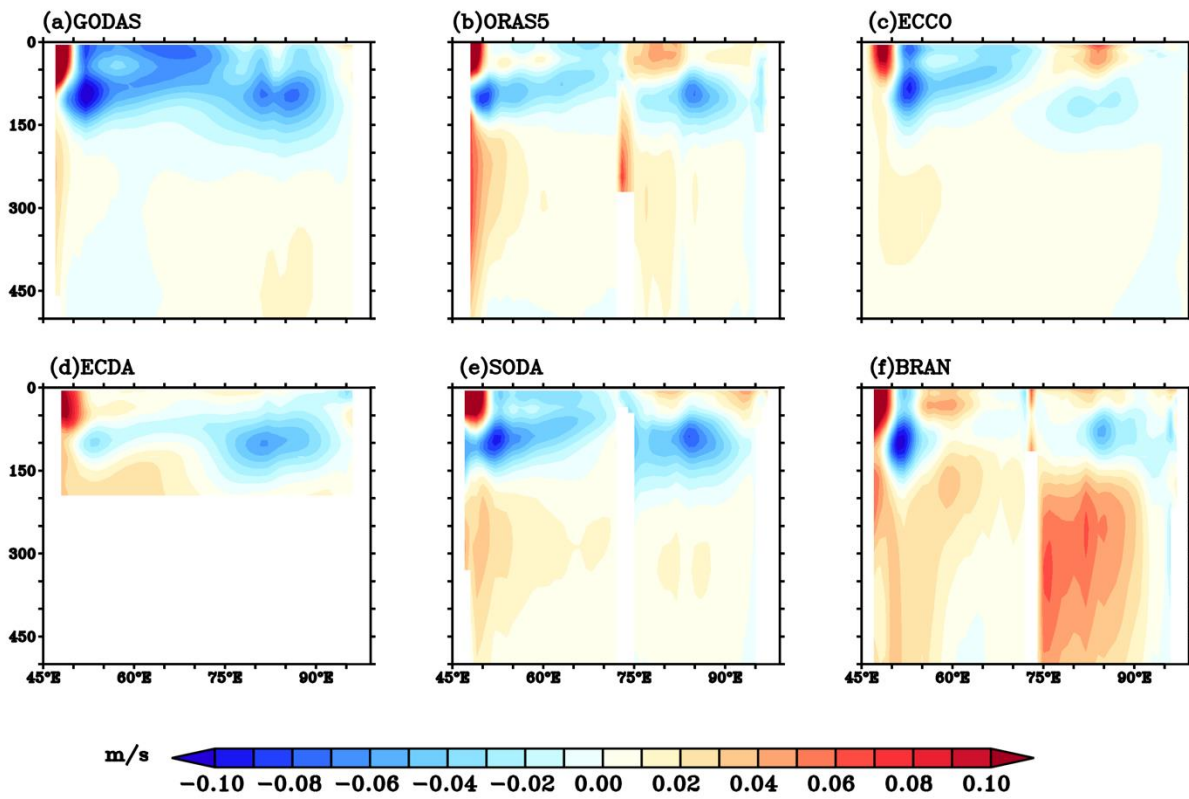 (a)GODAS (b)ORAS5 (c)ECCO
0
150
300
450
(d)ECDA (e)SODA (f)BRAN
0
150
300
450
45°E 60°E 75°E 90°E 45°E 60°E 75°E 90°E 45°E 60°E 75°E 90°E
m/s
−0.10 −0.08 −0.06 −0.04 −0.02 0.00 0.02 0.04 0.06 0.08 0.10